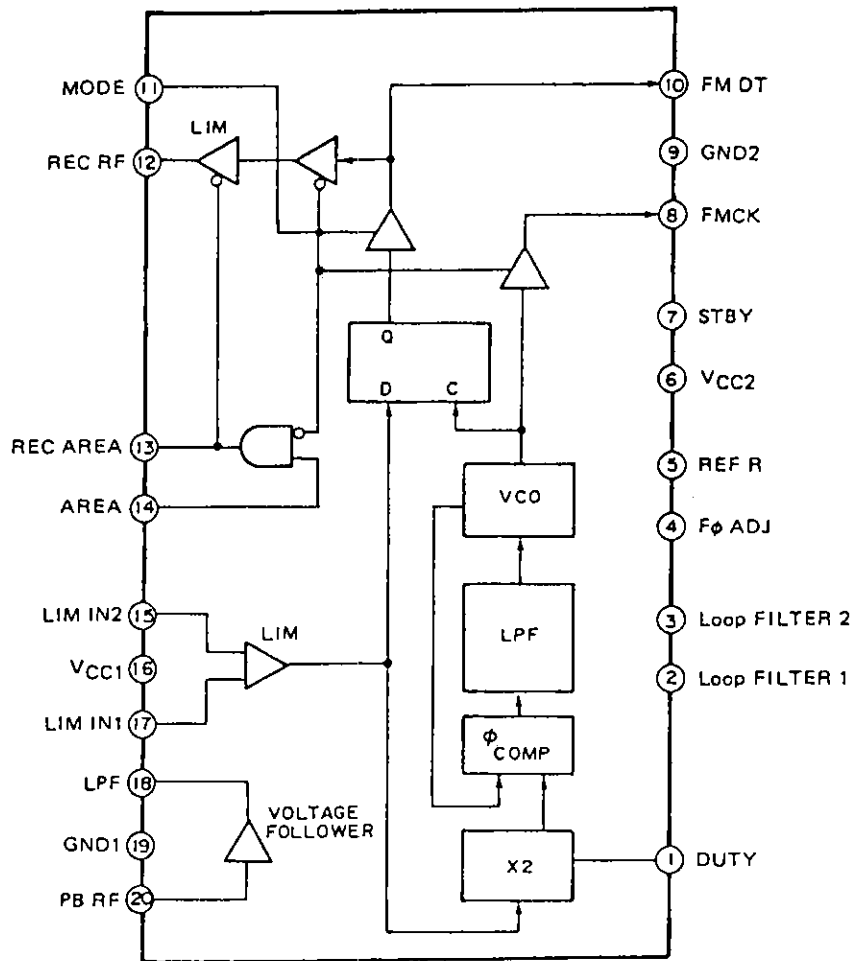 MODE 11
10 FM DT
LIM
REC RF 12
9 GND2
8 FMCK
7 STBY
Q
6 VCC2
D C
REC AREA 13
5 REF R
VCO
AREA 14
4 Fφ ADJ
LIM IN2 15
3 Loop FILTER 2
LIM
LPF
VCC1 16
2 Loop FILTER 1
LIM IN1 17
φ COMP
LPF 18
VOLTAGE
FOLLOWER
GND1 19
X2
1 DUTY
PB RF 20